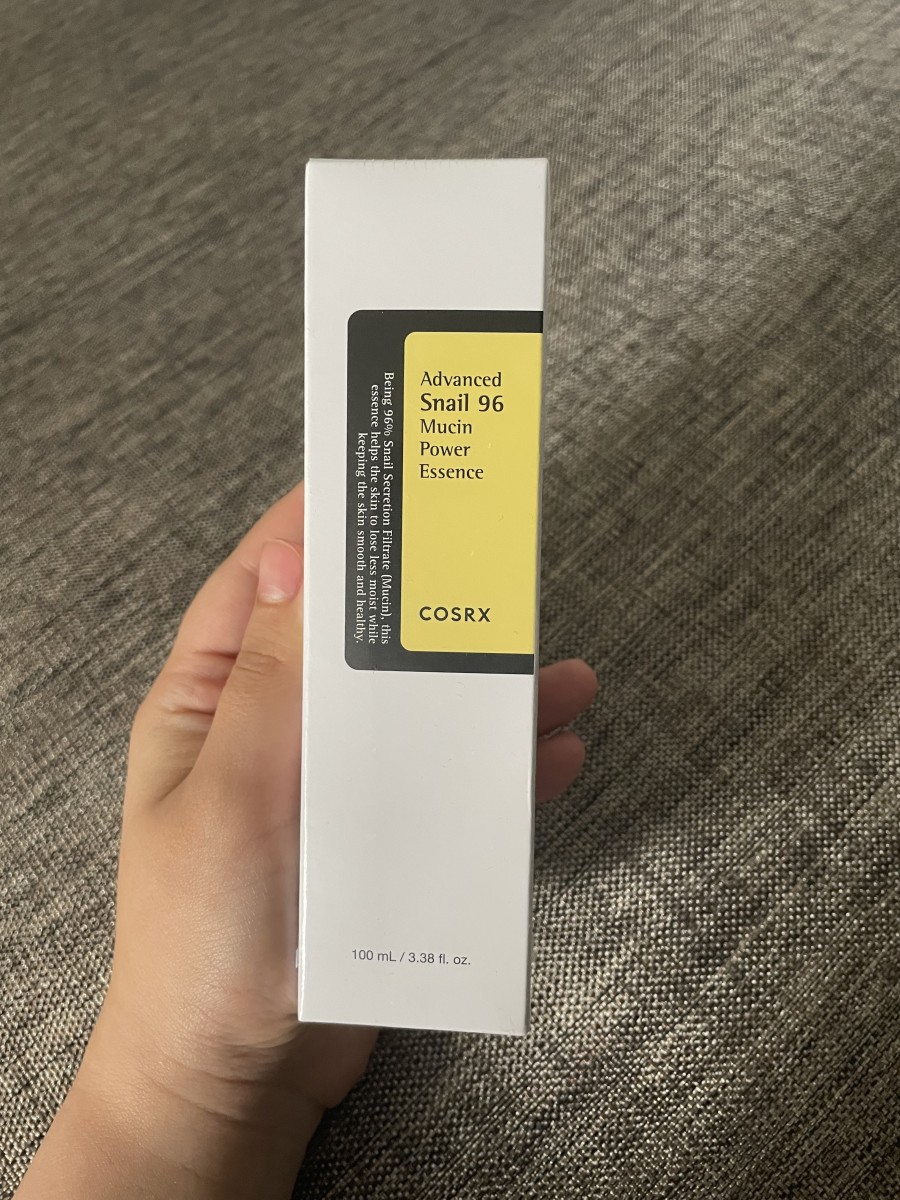 Advanced
Snail 96
Mucin
Power
Essence
COSRX
Being 96% Snail Secretion Filtrate (Mucin), this
essence helps the skin to lose less moist while
keeping the skin smooth and healthy.
100 mL / 3.38 fl. oz.